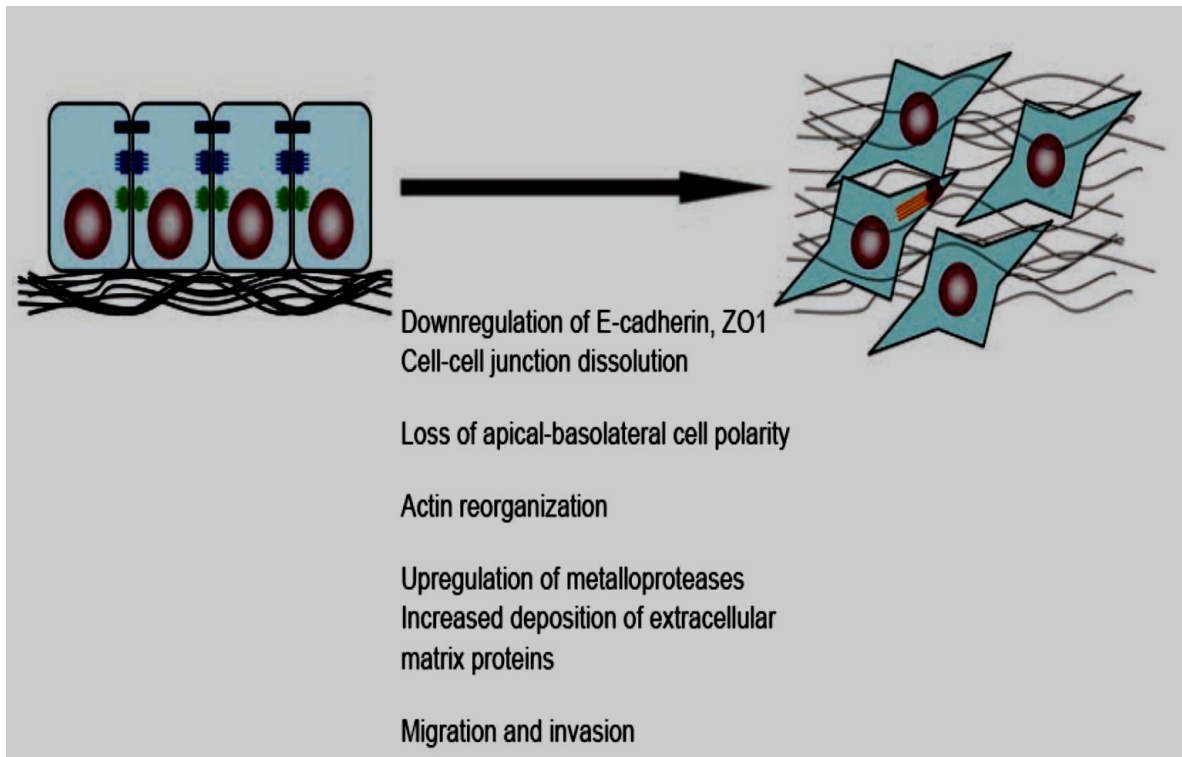 Downregulation of E-cadherin, ZO1
Cell-cell junction dissolution
Loss of apical-basolateral cell polarity
Actin reorganization
Upregulation of metalloproteases
Increased deposition of extracellular
matrix proteins
Migration and invasion